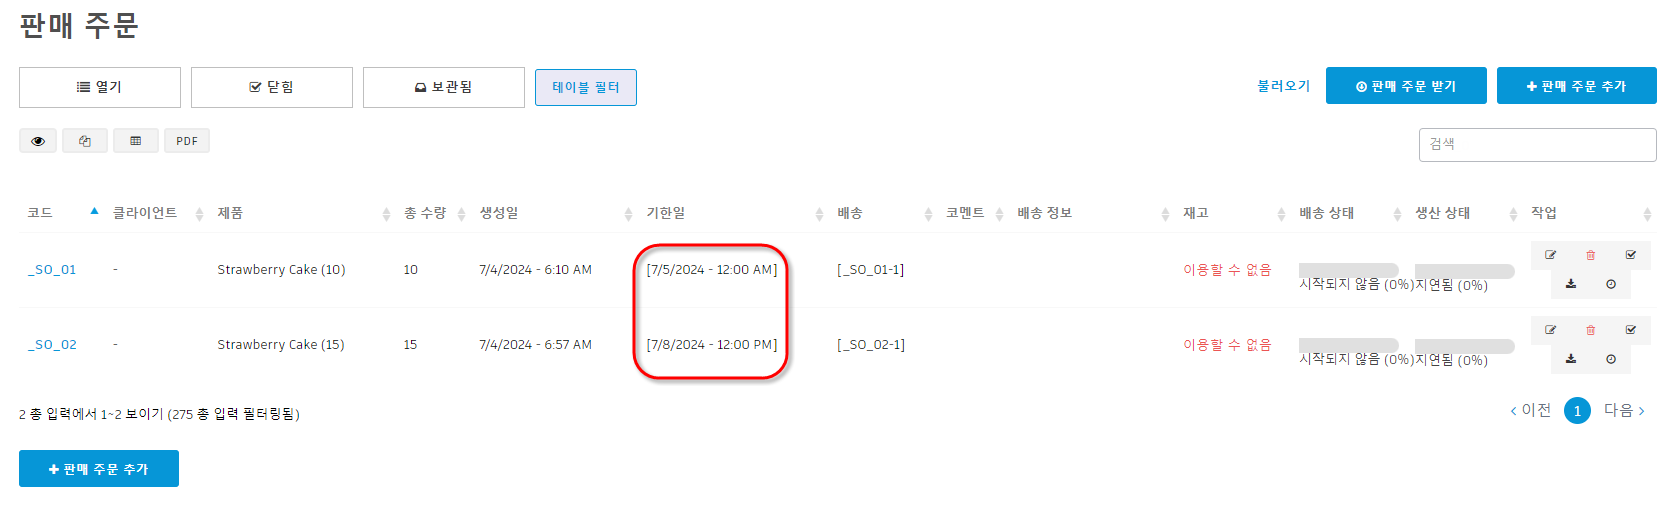 판매 주문
열기 닫힘 보관됨 테이블 필터 불러오기 판매 주문 받기 판매 주문 추가
PDF 검색
코드 클라이언트 제품 총 수량 생성일 기한일 배송 코멘트 배송 정보 재고 배송 상태 생산 상태 작업
_SO_01 - Strawberry Cake (10) 10 7/4/2024 - 6:10 AM [7/5/2024 - 12:00 AM] [_SO_01-1] 이용할 수 없음 시작되지 않음 (0%) 지연됨 (0%)
_SO_02 - Strawberry Cake (15) 15 7/4/2024 - 6:57 AM [7/8/2024 - 12:00 PM] [_SO_02-1] 이용할 수 없음 시작되지 않음 (0%) 지연됨 (0%)
2 총 입력에서 1~2 보이기 (275 총 입력 필터링됨) 이전 1 다음
판매 주문 추가